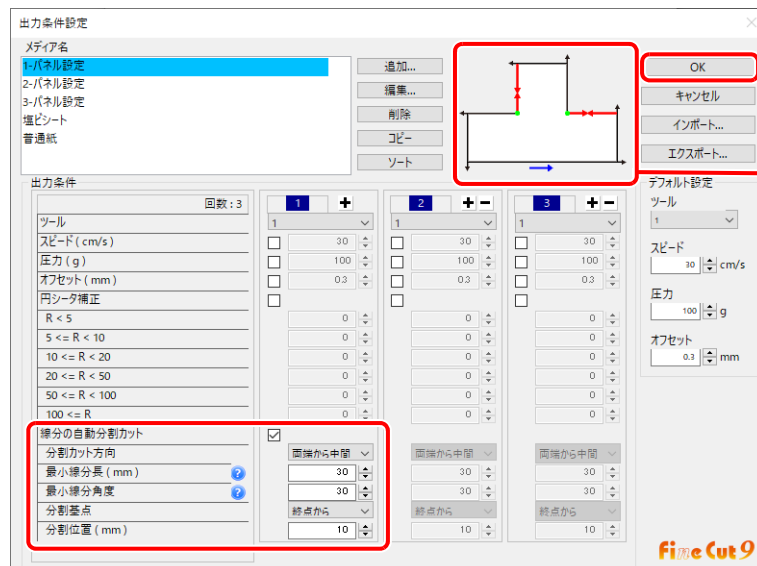 出力条件設定
メディア名
1-パネル設定
2-パネル設定
3-パネル設定
塩ビシート
普通紙
追加...
編集...
削除
コピー
ソート
OK
キャンセル
インポート...
エクスポート...
出力条件
回数:3 1 + 2 + - 3 + -
ツール 1 1 1
スピード ( cm/s ) 30 30 30
圧力 ( g ) 100 100 100
オフセット ( mm ) 0.3 0.3 0.3
円シータ補正
R < 5 0 0 0
5 <= R < 10 0 0 0
10 <= R < 20 0 0 0
20 <= R < 50 0 0 0
50 <= R < 100 0 0 0
100 <= R 0 0 0
線分の自動分割カット
分割カット方向 両端から中間 両端から中間 両端から中間
最小線分長 ( mm ) ? 30 30 30
最小線分角度 ? 30 30 30
分割基点 終点から 終点から 終点から
分割位置 ( mm ) 10 10 10
デフォルト設定
ツール
1
スピード
30 cm/s
圧力
100 g
オフセット
0.3 mm
FineCut9